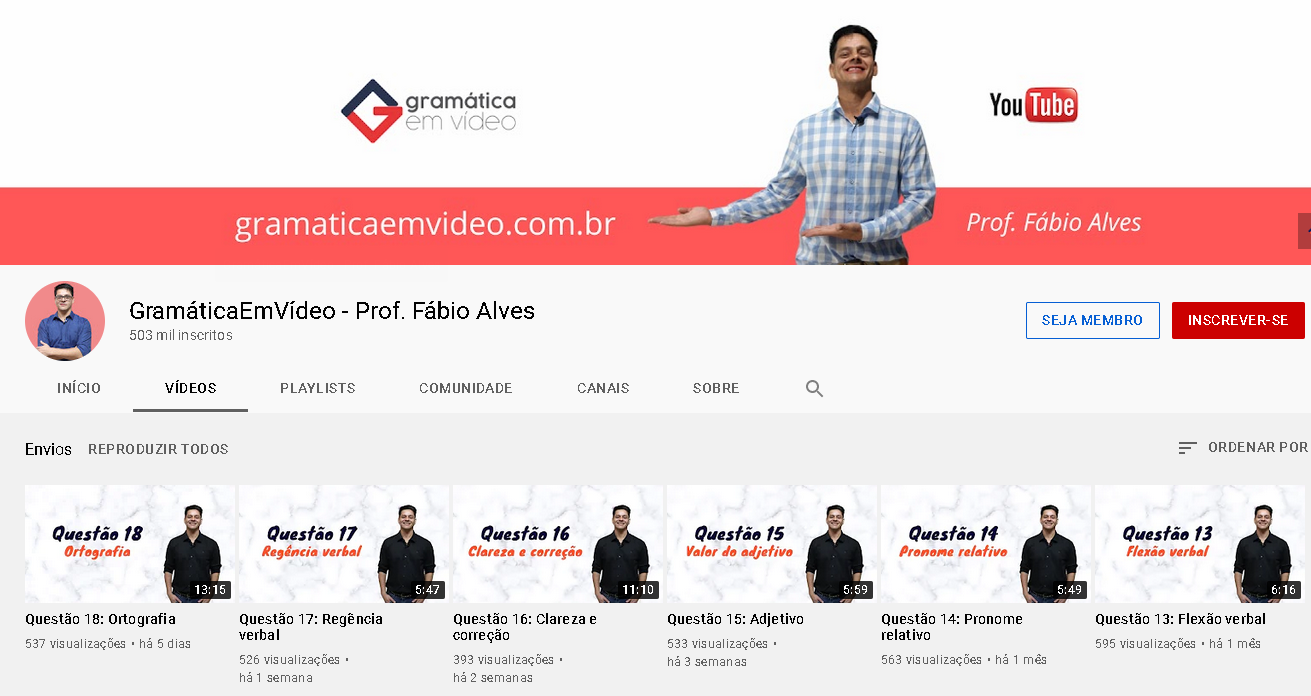 gramática
em vídeo
YouTube
gramaticaemvideo.com.br
Prof. Fábio Alves
GramáticaEmVídeo - Prof. Fábio Alves
503 mil inscritos
SEJA MEMBRO
INSCREVER-SE
INÍCIO VÍDEOS PLAYLISTS COMUNIDADE CANAIS SOBRE
Envios REPRODUZIR TODOS
ORDENAR POR
Questão 18
Ortografia
13:15
Questão 18: Ortografia
537 visualizações • há 5 dias
Questão 17
Regência verbal
5:47
Questão 17: Regência
verbal
526 visualizações •
há 1 semana
Questão 16
Clareza e correção
11:10
Questão 16: Clareza e
correção
393 visualizações •
há 2 semanas
Questão 15
Valor do adjetivo
5:59
Questão 15: Adjetivo
533 visualizações •
há 3 semanas
Questão 14
Pronome relativo
5:49
Questão 14: Pronome
relativo
563 visualizações • há 1 mês
Questão 13
Flexão verbal
6:16
Questão 13: Flexão verbal
595 visualizações • há 1 mês